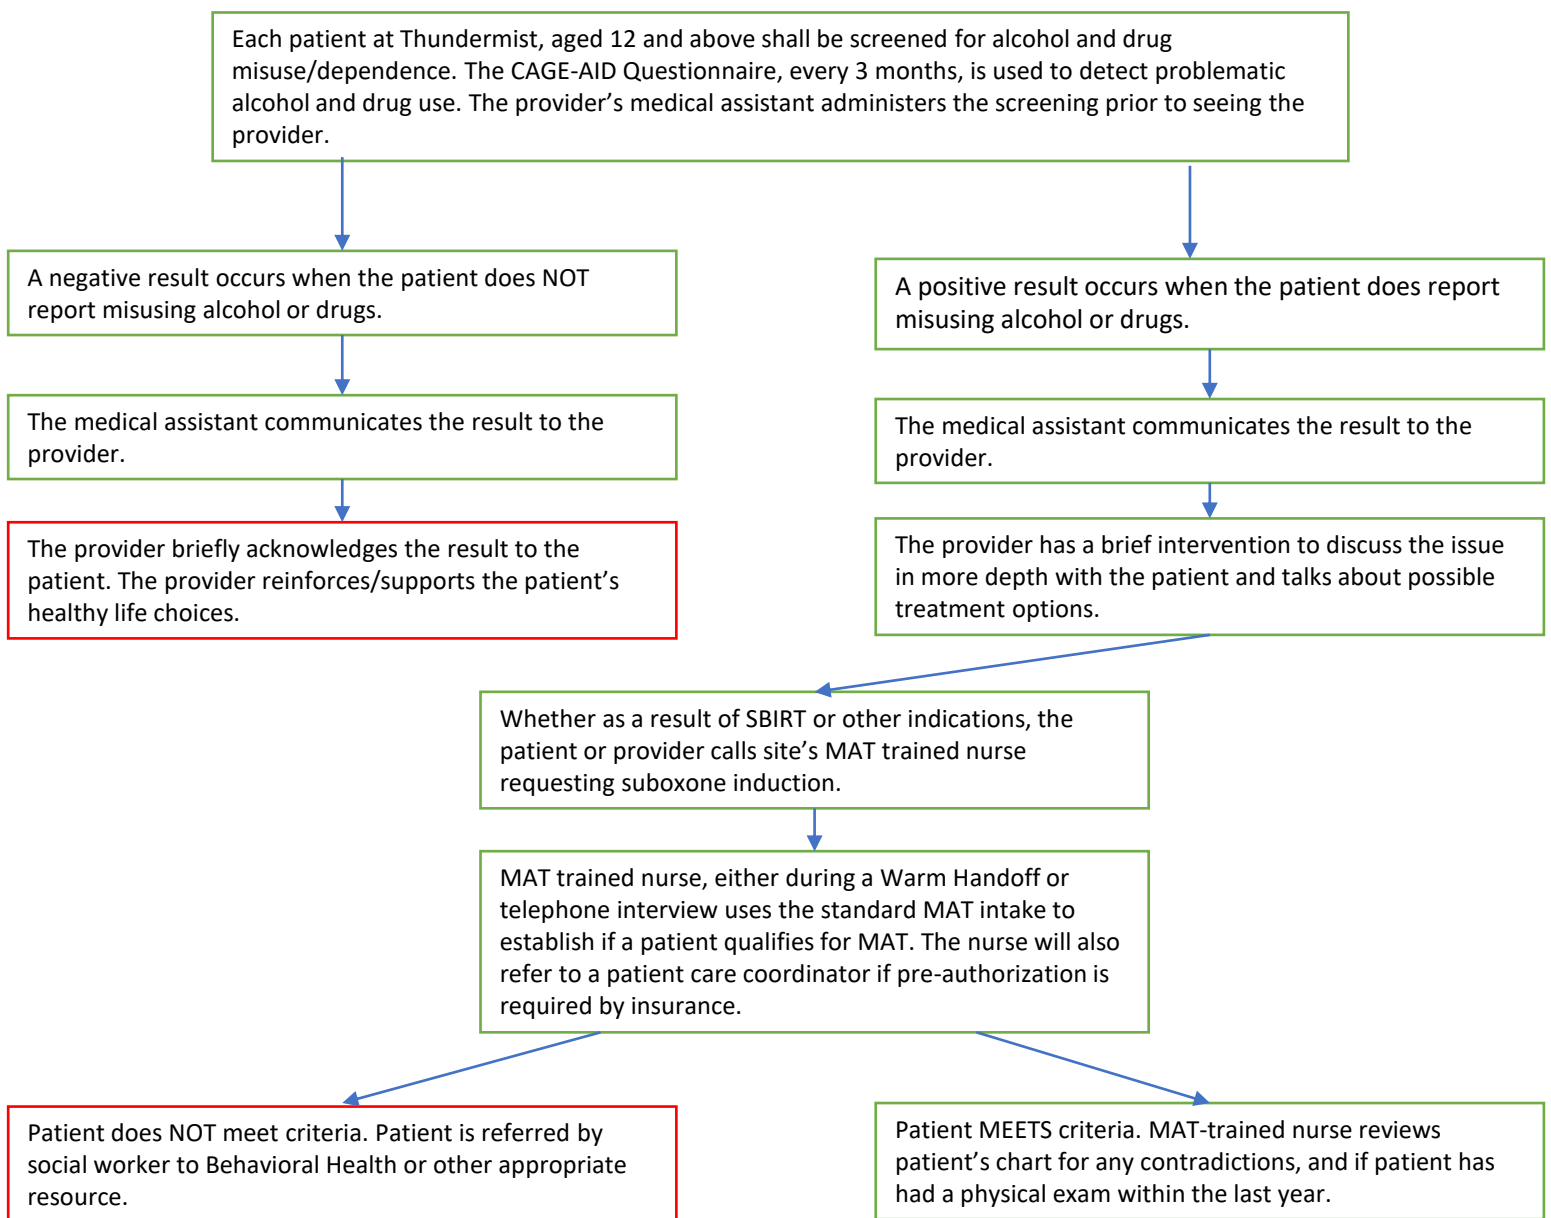 Each patient at Thundermist, aged 12 and above shall be screened for alcohol and drug
misuse/dependence. The CAGE-AID Questionnaire, every 3 months, is used to detect problematic
alcohol and drug use. The provider’s medical assistant administers the screening prior to seeing the
provider.
A negative result occurs when the patient does NOT
report misusing alcohol or drugs.
A positive result occurs when the patient does report
misusing alcohol or drugs.
The medical assistant communicates the result to the
provider.
The medical assistant communicates the result to the
provider.
The provider briefly acknowledges the result to the
patient. The provider reinforces/supports the patient’s
healthy life choices.
The provider has a brief intervention to discuss the issue
in more depth with the patient and talks about possible
treatment options.
Whether as a result of SBIRT or other indications, the
patient or provider calls site’s MAT trained nurse
requesting suboxone induction.
MAT trained nurse, either during a Warm Handoff or
telephone interview uses the standard MAT intake to
establish if a patient qualifies for MAT. The nurse will also
refer to a patient care coordinator if pre-authorization is
required by insurance.
Patient does NOT meet criteria. Patient is referred by
social worker to Behavioral Health or other appropriate
resource.
Patient MEETS criteria. MAT-trained nurse reviews
patient’s chart for any contradictions, and if patient has
had a physical exam within the last year.